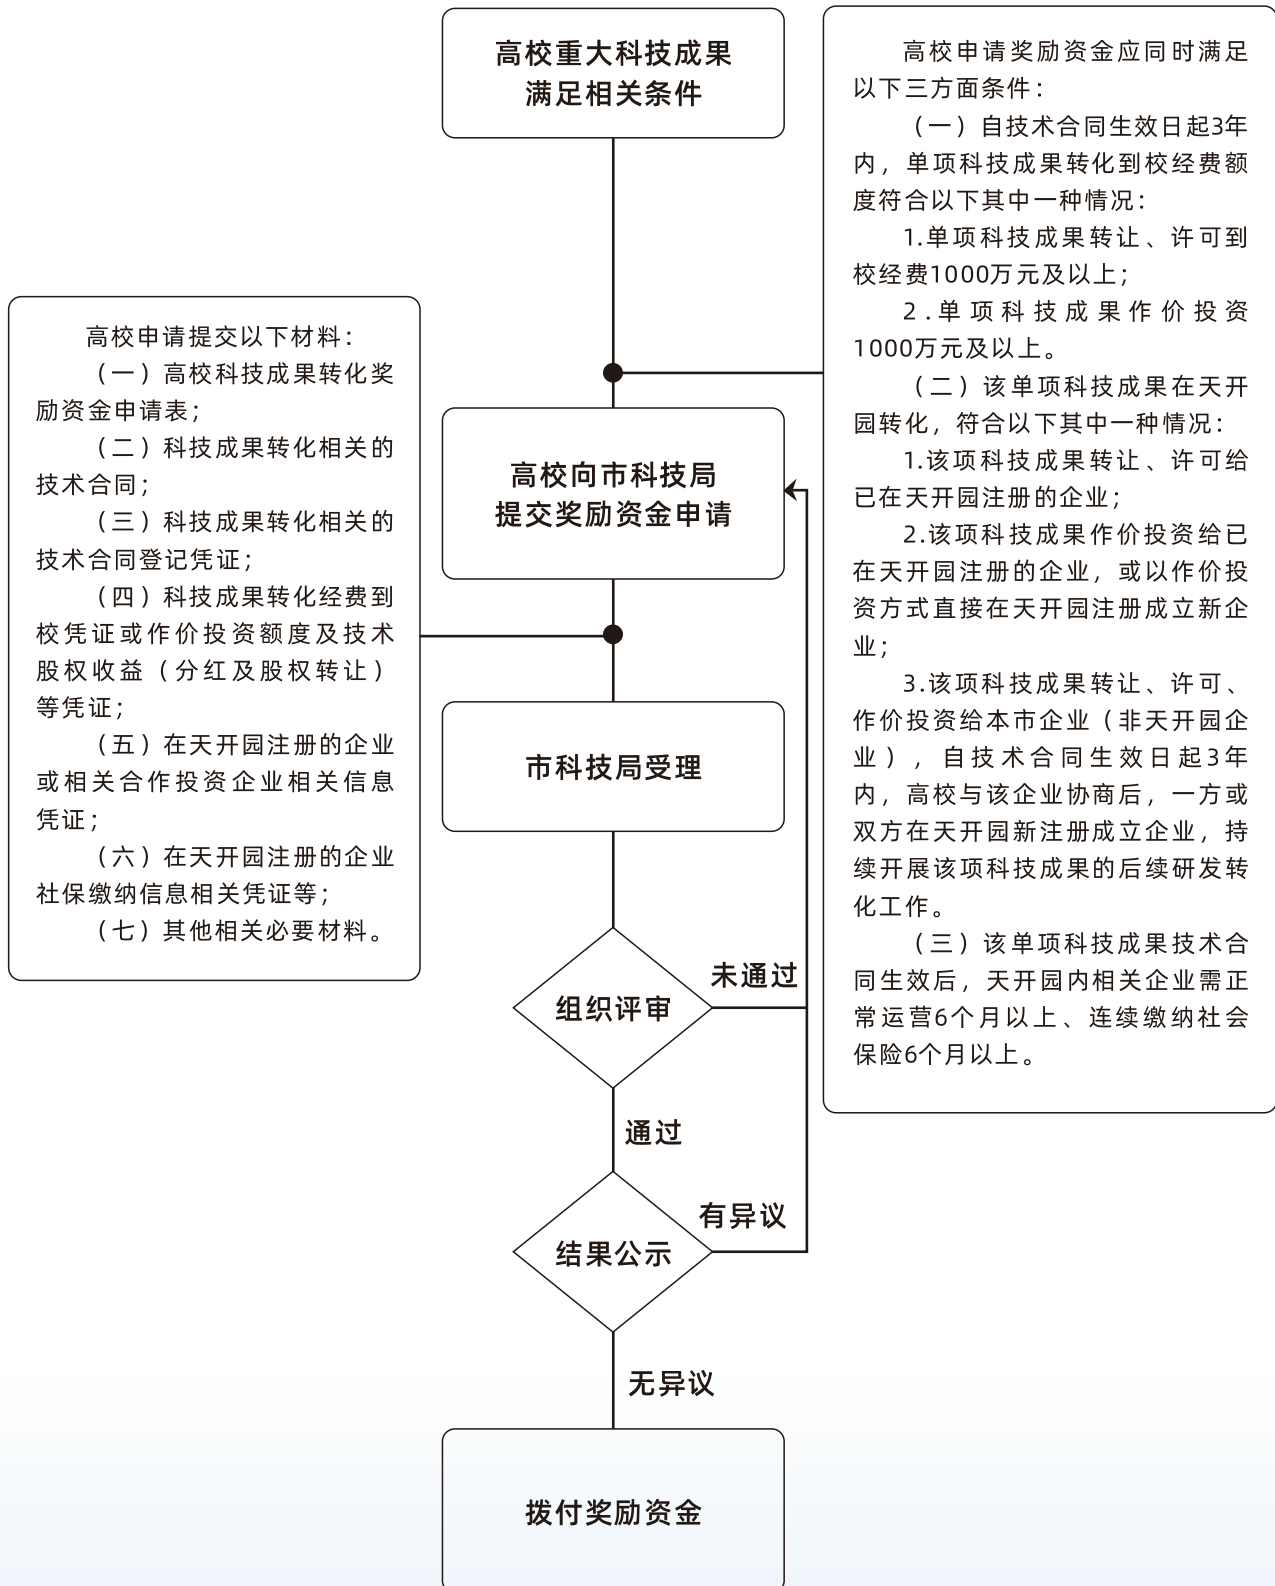 高校重大科技成果
满足相关条件
高校申请奖励资金应同时满足
以下三方面条件：
（一）自技术合同生效日起3年
内，单项科技成果转化到校经费额
度符合以下其中一种情况：
1.单项科技成果转让、许可到
校经费1000万元及以上；
2.单项科技成果作价投资
1000万元及以上。
（二）该单项科技成果在天开
园转化，符合以下其中一种情况：
1.该项科技成果转让、许可给
已在天开园注册的企业；
2.该项科技成果作价投资给已
在天开园注册的企业，或以作价投
资方式直接在天开园注册成立新企
业；
3.该项科技成果转让、许可、
作价投资给本市企业（非天开园企
业），自技术合同生效日起3年
内，高校与该企业协商后，一方或
双方在天开园新注册成立企业，持
续开展该项科技成果的后续研发转
化工作。
（三）该单项科技成果技术合
同生效后，天开园内相关企业需正
常运营6个月以上、连续缴纳社会
保险6个月以上。
高校申请提交以下材料：
（一）高校科技成果转化奖
励资金申请表；
（二）科技成果转化相关的
技术合同；
（三）科技成果转化相关的
技术合同登记凭证；
（四）科技成果转化经费到
校凭证或作价投资额度及技术
股权收益（分红及股权转让）
等凭证；
（五）在天开园注册的企业
或相关合作投资企业相关信息
凭证；
（六）在天开园注册的企业
社保缴纳信息相关凭证等；
（七）其他相关必要材料。
高校向市科技局
提交奖励资金申请
市科技局受理
组织评审
未通过
通过
结果公示
有异议
无异议
拨付奖励资金